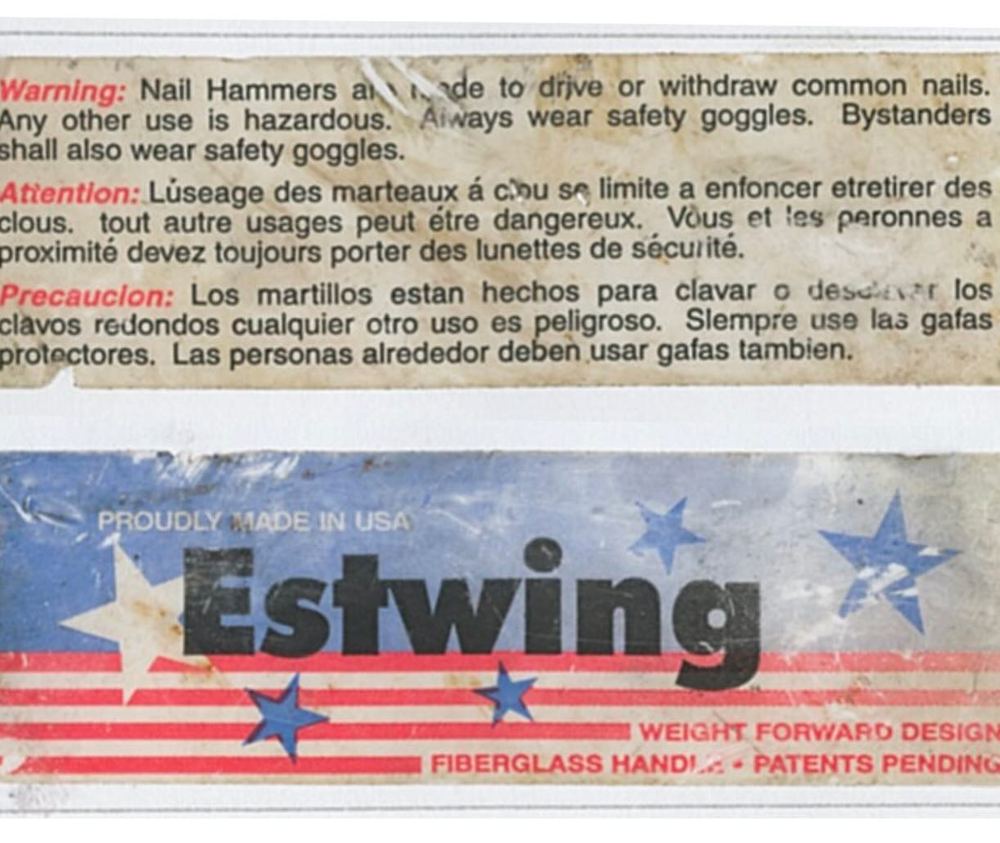 Warning: Nail Hammers are made to drive or withdraw common nails.
Any other use is hazardous. Always wear safety goggles. Bystanders
shall also wear safety goggles.
Attention: Lúseage des marteaux á clou se limite a enfoncer etretirer des
clous. tout autre usages peut étre dangereux. Vous et les peronnes a
proximité devez toujours porter des lunettes de sécurité.
Precaucion: Los martillos estan hechos para clavar o desclavar los
clavos redondos cualquier otro uso es peligroso. Siempre use las gafas
protectores. Las personas alrededor deben usar gafas tambien.
PROUDLY MADE IN USA
Estwing
WEIGHT FORWARD DESIGN
FIBERGLASS HANDLE • PATENTS PENDING